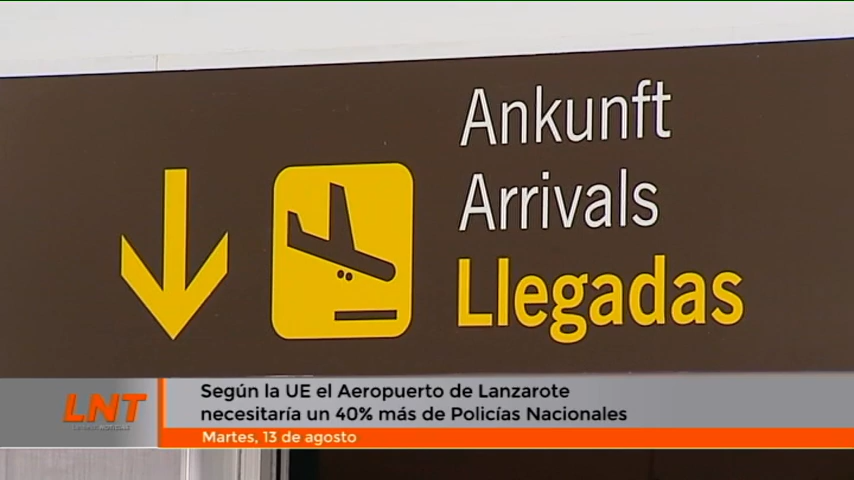 Ankunft
Arrivals
Llegadas
Según la UE el Aeropuerto de Lanzarote
necesitaría un 40% más de Policías Nacionales
LNT
NOTICIAS
Martes, 13 de agosto